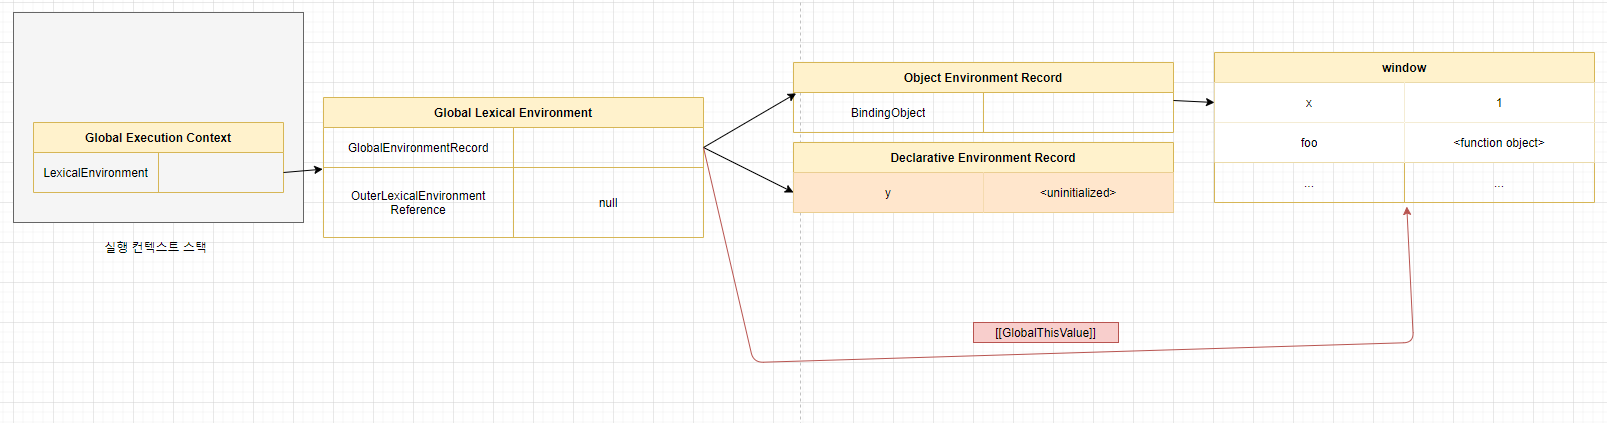 Global Execution Context
LexicalEnvironment
실행 컨텍스트 스택
Global Lexical Environment
GlobalEnvironmentRecord
OuterLexicalEnvironment
Reference
null
Object Environment Record
BindingObject
Declarative Environment Record
y <uninitialized>
window
x 1
foo <function object>
... ...
[[GlobalThisValue]]